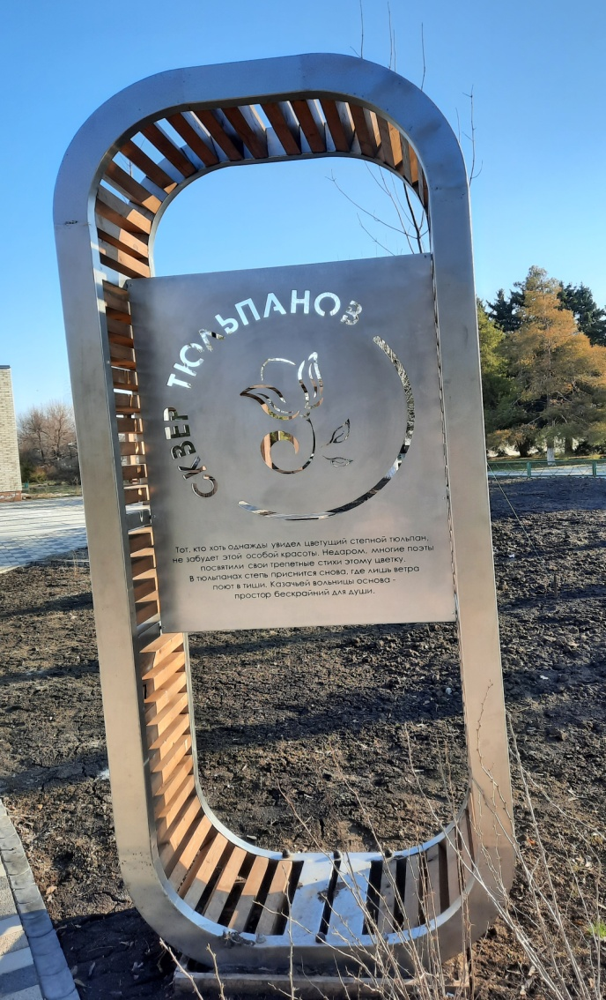 СКВЕР ТЮЛЬПАНОВ
Тот, кто хоть однажды увидел цветущий степной тюльпан,
не забудет этой особой красоты. Недаром, многие поэты
посвятили свои трепетные стихи этому цветку.
В тюльпанах степь приснится снова, где лишь ветра
поют в тиши. Казачьей вольницы основа -
простор бескрайний для души.